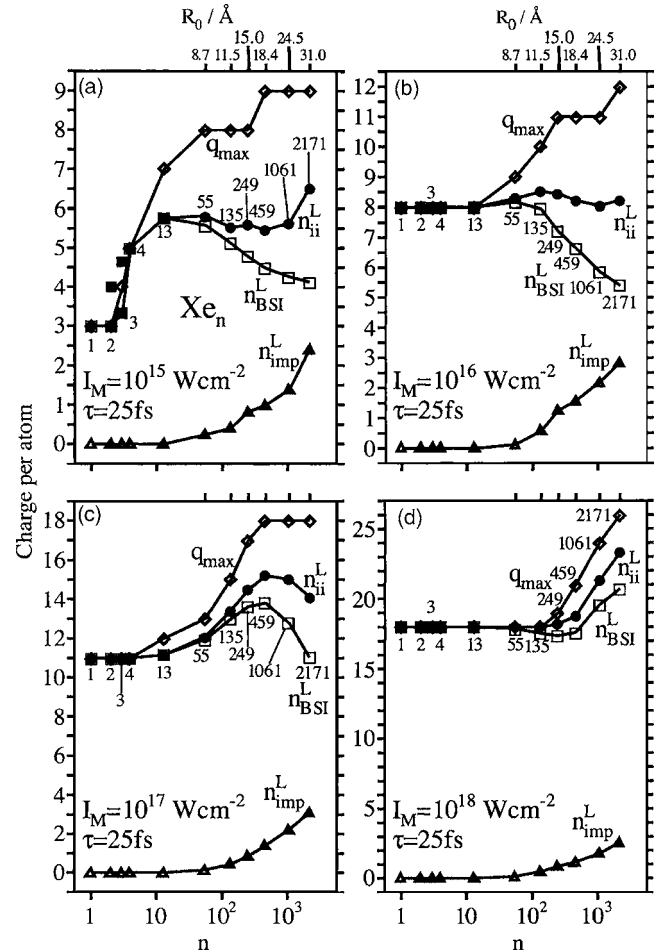 R₀ / Å
15.0 24.5
8.7 11.5 18.4 31.0
R₀ / Å
15.0 24.5
8.7 11.5 18.4 31.0
Charge per atom
(a)
9
8
7
6
5
4
3
2
1
0
q_max
2171
1061
249
55
135
459
13
n_ii^L
n_BSI^L
4
3
1 2
Xe_n
n_imp^L
I_M=10^15 Wcm^-2
τ=25fs
(b)
12
11
10
9
8
7
6
5
4
3
2
1
0
q_max
3
1 2 4 13
55
135
249
459
1061
2171
n_ii^L
n_BSI^L
n_imp^L
I_M=10^16 Wcm^-2
τ=25fs
(c)
18
16
14
12
10
8
6
4
2
0
q_max
n_ii^L
135
459
55
249
1061
2171
1 2 4 13
3
n_BSI^L
n_imp^L
I_M=10^17 Wcm^-2
τ=25fs
1 10 10^2 10^3
n
(d)
25
20
15
10
5
0
2171
1061
q_max 459
249
n_ii^L
n_BSI^L
3
1 2 4 13 55 135
n_imp^L
I_M=10^18 Wcm^-2
τ=25fs
1 10 10^2 10^3
n